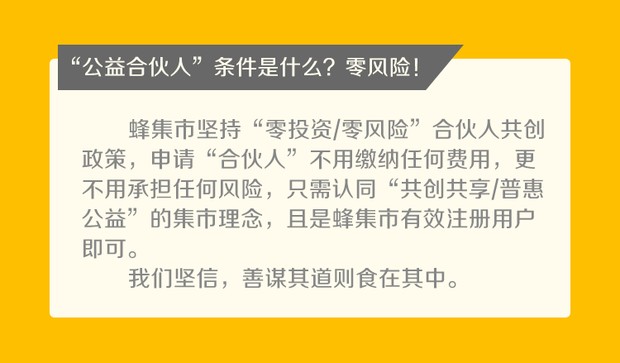 “公益合伙人”条件是什么？零风险！
蜂集市坚持“零投资/零风险”合伙人共创
政策，申请“合伙人”不用缴纳任何费用，更
不用承担任何风险，只需认同“共创共享/普惠
公益”的集市理念，且是蜂集市有效注册用户
即可。
我们坚信，善谋其道则食在其中。